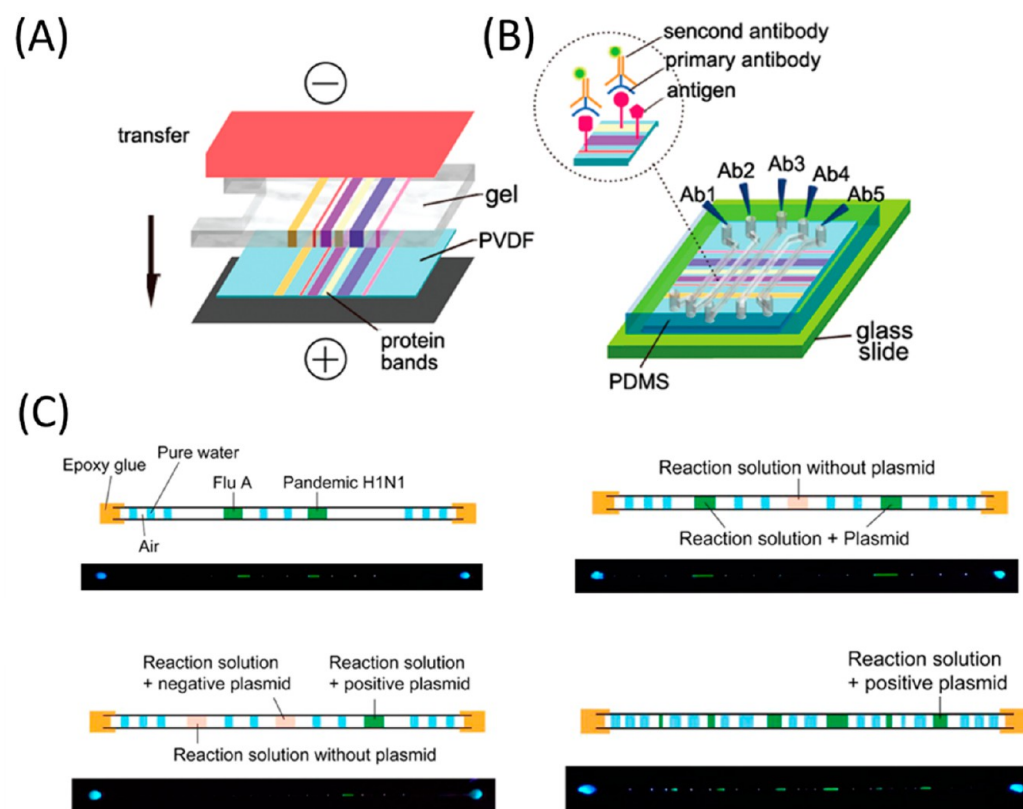 (A)
transfer
−
gel
PVDF
protein
bands
+
(B)
sencond antibody
primary antibody
antigen
Ab1
Ab2
Ab3
Ab4
Ab5
glass
slide
PDMS
(C)
Epoxy glue
Pure water
Air
Flu A
Pandemic H1N1
Reaction solution without plasmid
Reaction solution + Plasmid
Reaction solution
+ negative plasmid
Reaction solution
+ positive plasmid
Reaction solution without plasmid
Reaction solution
+ positive plasmid